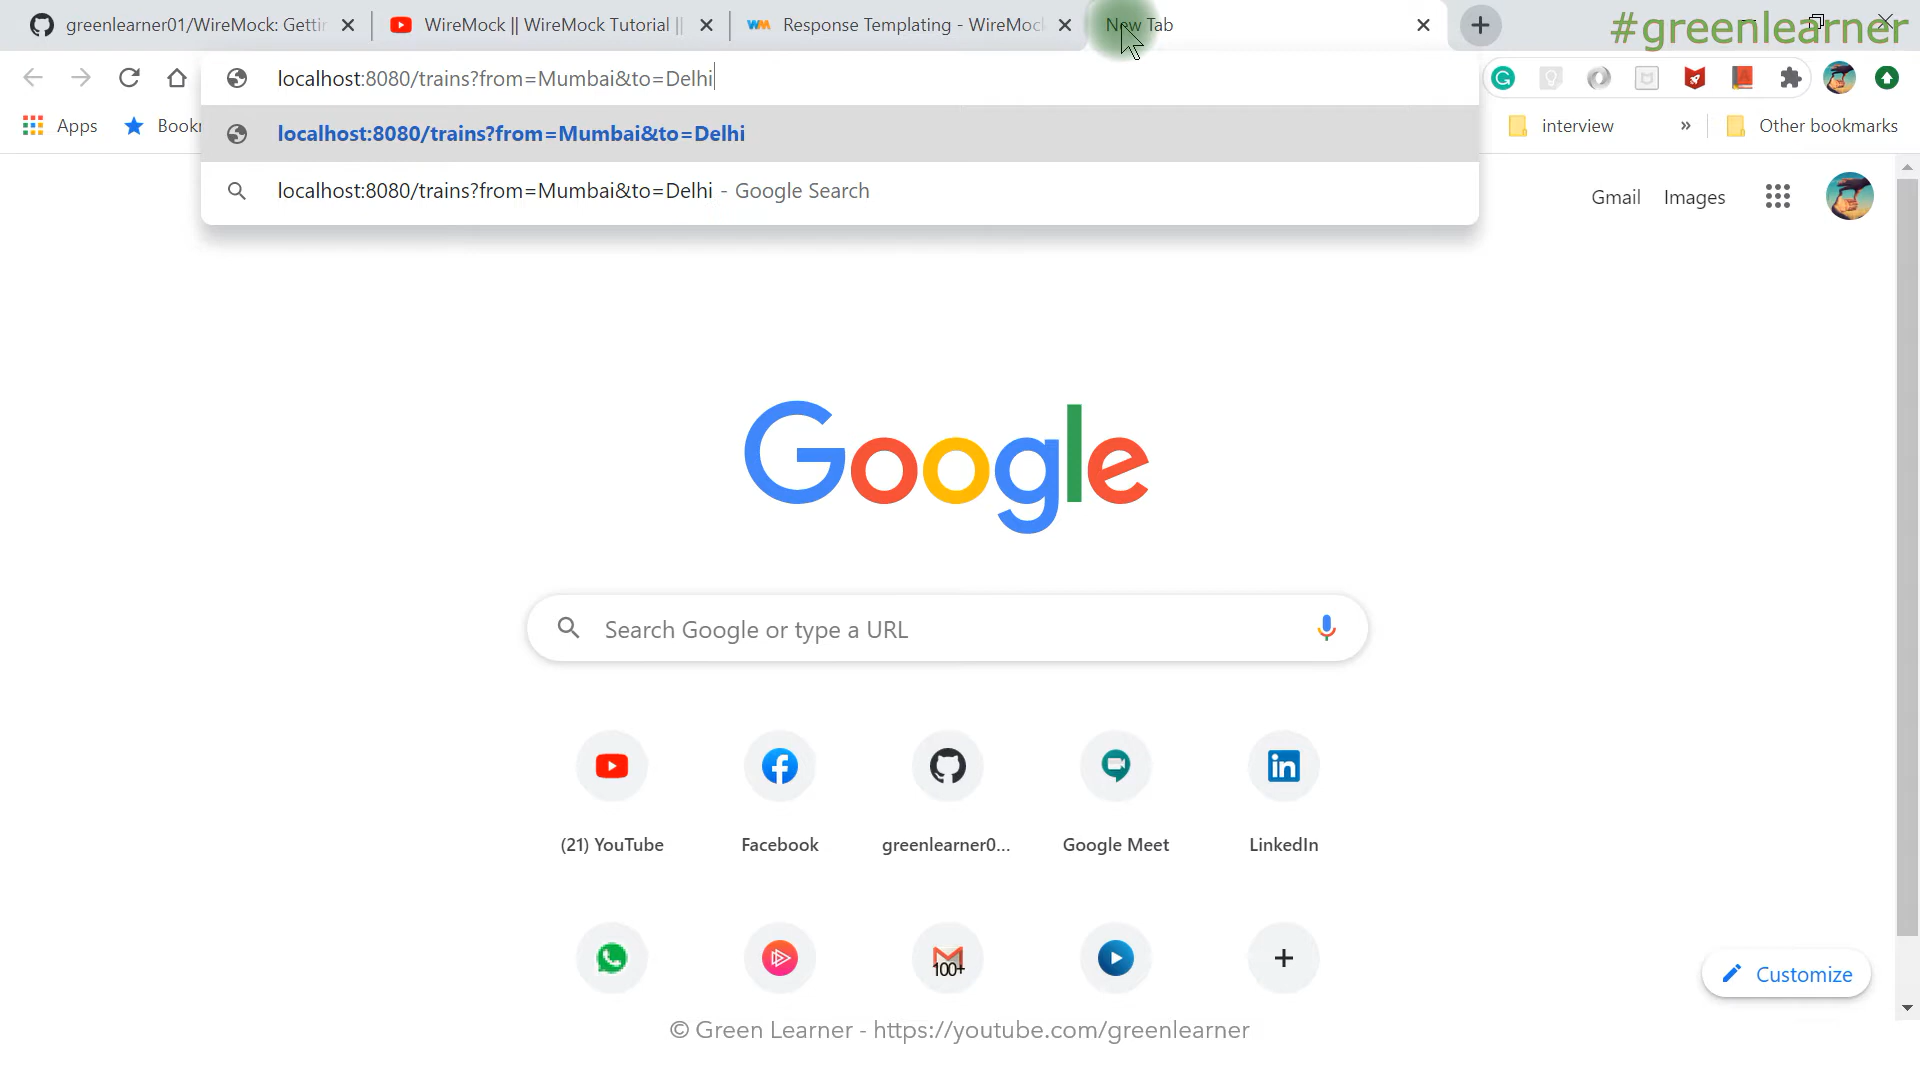 greenlearner01/WireMock: Getti
WireMock || WireMock Tutorial ||
Response Templating - WireMock
New Tab
#greenlearner
localhost:8080/trains?from=Mumbai&to=Delhi
Apps
Bookr
interview
»
Other bookmarks
localhost:8080/trains?from=Mumbai&to=Delhi
localhost:8080/trains?from=Mumbai&to=Delhi - Google Search
Gmail
Images
Google
Search Google or type a URL
(21) YouTube
Facebook
greenlearner0...
Google Meet
LinkedIn
100+
Customize
© Green Learner - https://youtube.com/greenlearner